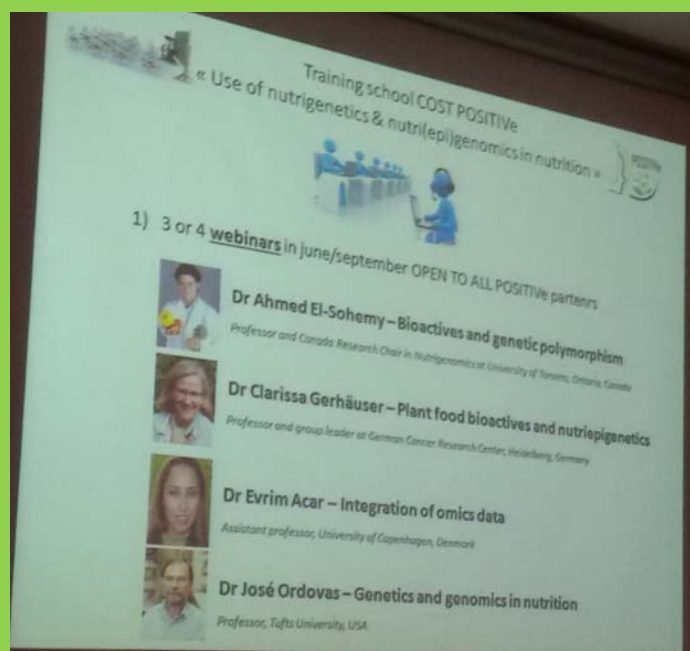 Training school COST POSITIVe
« Use of nutrigenetics & nutri(epi)genomics in nutrition »
POSITIVe
1) 3 or 4 webinars in june/september OPEN TO ALL POSITIVe partenrs
Dr Ahmed El-Sohemy – Bioactives and genetic polymorphism
Professor and Canada Research Chair in Nutrigenomics at University of Toronto, Ontario, Canada
Dr Clarissa Gerhäuser – Plant food bioactives and nutriepigenetics
Professor and group leader at German Cancer Research Center, Heidelberg, Germany
Dr Evrim Acar – Integration of omics data
Assistant professor, University of Copenhagen, Denmark
Dr José Ordovas – Genetics and genomics in nutrition
Professor, Tufts University, USA